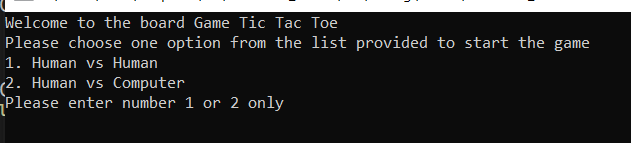 Welcome to the board Game Tic Tac Toe
Please choose one option from the list provided to start the game
1. Human vs Human
2. Human vs Computer
Please enter number 1 or 2 only